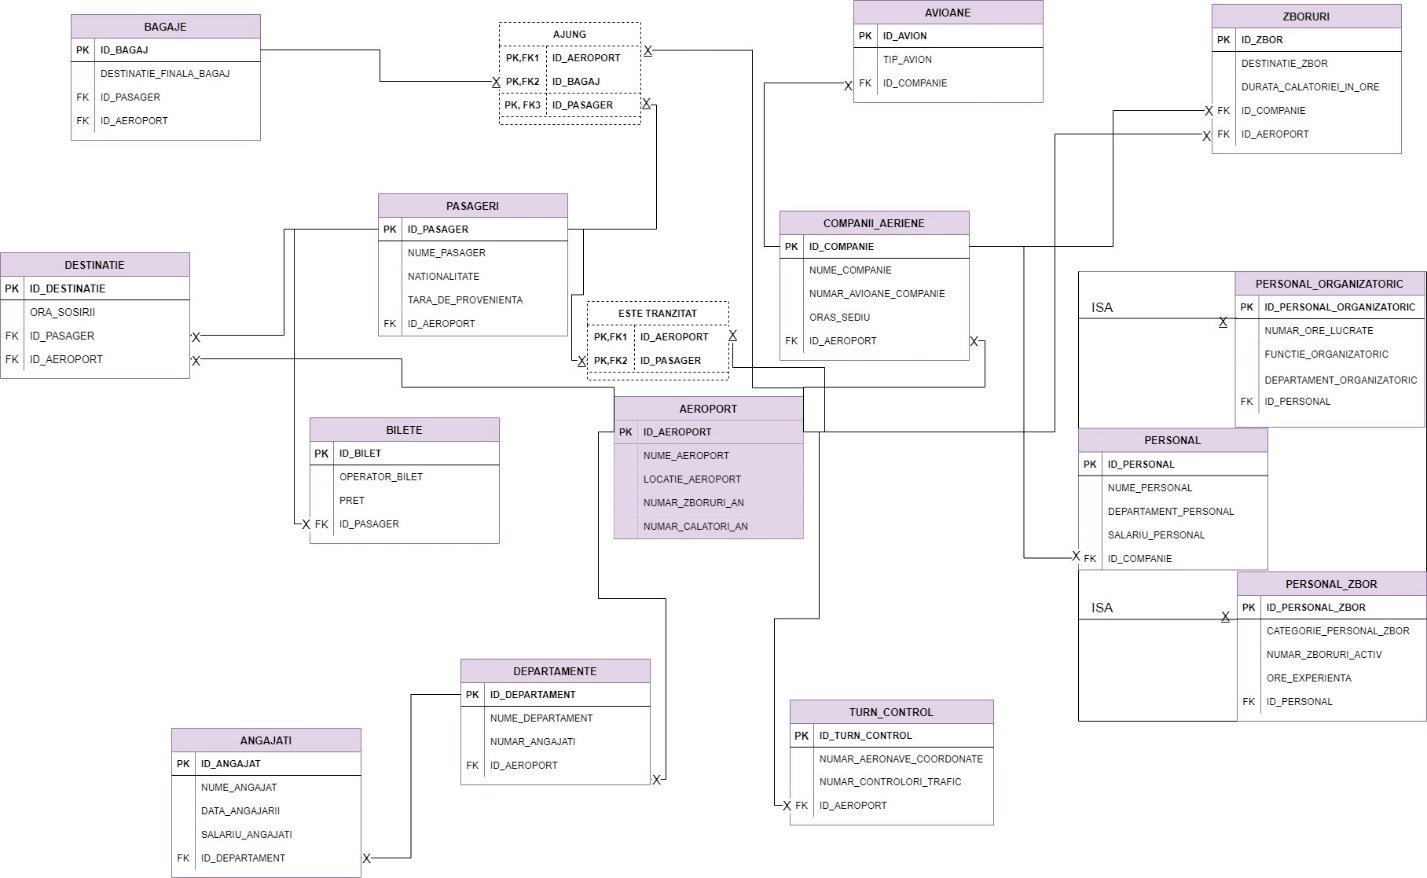 BAGAJE
PK ID_BAGAJ
DESTINATIE_FINALA_BAGAJ
FK ID_PASAGER
FK ID_AEROPORT
AJUNG
PK,FK1 ID_AEROPORT X
X PK,FK2 ID_BAGAJ
PK, FK3 ID_PASAGER X
AVIOANE
PK ID_AVION
TIP_AVION
X FK ID_COMPANIE
ZBORURI
PK ID_ZBOR
DESTINATIE_ZBOR
DURATA_CALATORIEI_IN_ORE
X FK ID_COMPANIE
X FK ID_AEROPORT
PASAGERI
PK ID_PASAGER
NUME_PASAGER
NATIONALITATE
TARA_DE_PROVENIENTA
FK ID_AEROPORT
COMPANII_AERIENE
PK ID_COMPANIE
NUME_COMPANIE
NUMAR_AVIOANE_COMPANIE
ORAS_SEDIU
FK ID_AEROPORT X
DESTINATIE
PK ID_DESTINATIE
ORA_SOSIRII
FK ID_PASAGER X
FK ID_AEROPORT X
ESTE TRANZITAT
PK,FK1 ID_AEROPORT X
X PK,FK2 ID_PASAGER
PERSONAL_ORGANIZATORIC
ISA
X
PK ID_PERSONAL_ORGANIZATORIC
NUMAR_ORE_LUCRATE
FUNCTIE_ORGANIZATORIC
DEPARTAMENT_ORGANIZATORIC
FK ID_PERSONAL
BILETE
PK ID_BILET
OPERATOR_BILET
PRET
X FK ID_PASAGER
AEROPORT
PK ID_AEROPORT
NUME_AEROPORT
LOCATIE_AEROPORT
NUMAR_ZBORURI_AN
NUMAR_CALATORI_AN
PERSONAL
PK ID_PERSONAL
NUME_PERSONAL
DEPARTAMENT_PERSONAL
SALARIU_PERSONAL
X FK ID_COMPANIE
PERSONAL_ZBOR
ISA
X
PK ID_PERSONAL_ZBOR
CATEGORIE_PERSONAL_ZBOR
NUMAR_ZBORURI_ACTIV
ORE_EXPERIENTA
FK ID_PERSONAL
DEPARTAMENTE
PK ID_DEPARTAMENT
NUME_DEPARTAMENT
NUMAR_ANGAJATI
FK ID_AEROPORT
X
TURN_CONTROL
PK ID_TURN_CONTROL
NUMAR_AERONAVE_COORDONATE
NUMAR_CONTROLORI_TRAFIC
X FK ID_AEROPORT
ANGAJATI
PK ID_ANGAJAT
NUME_ANGAJAT
DATA_ANGAJARII
SALARIU_ANGAJATI
FK ID_DEPARTAMENT X